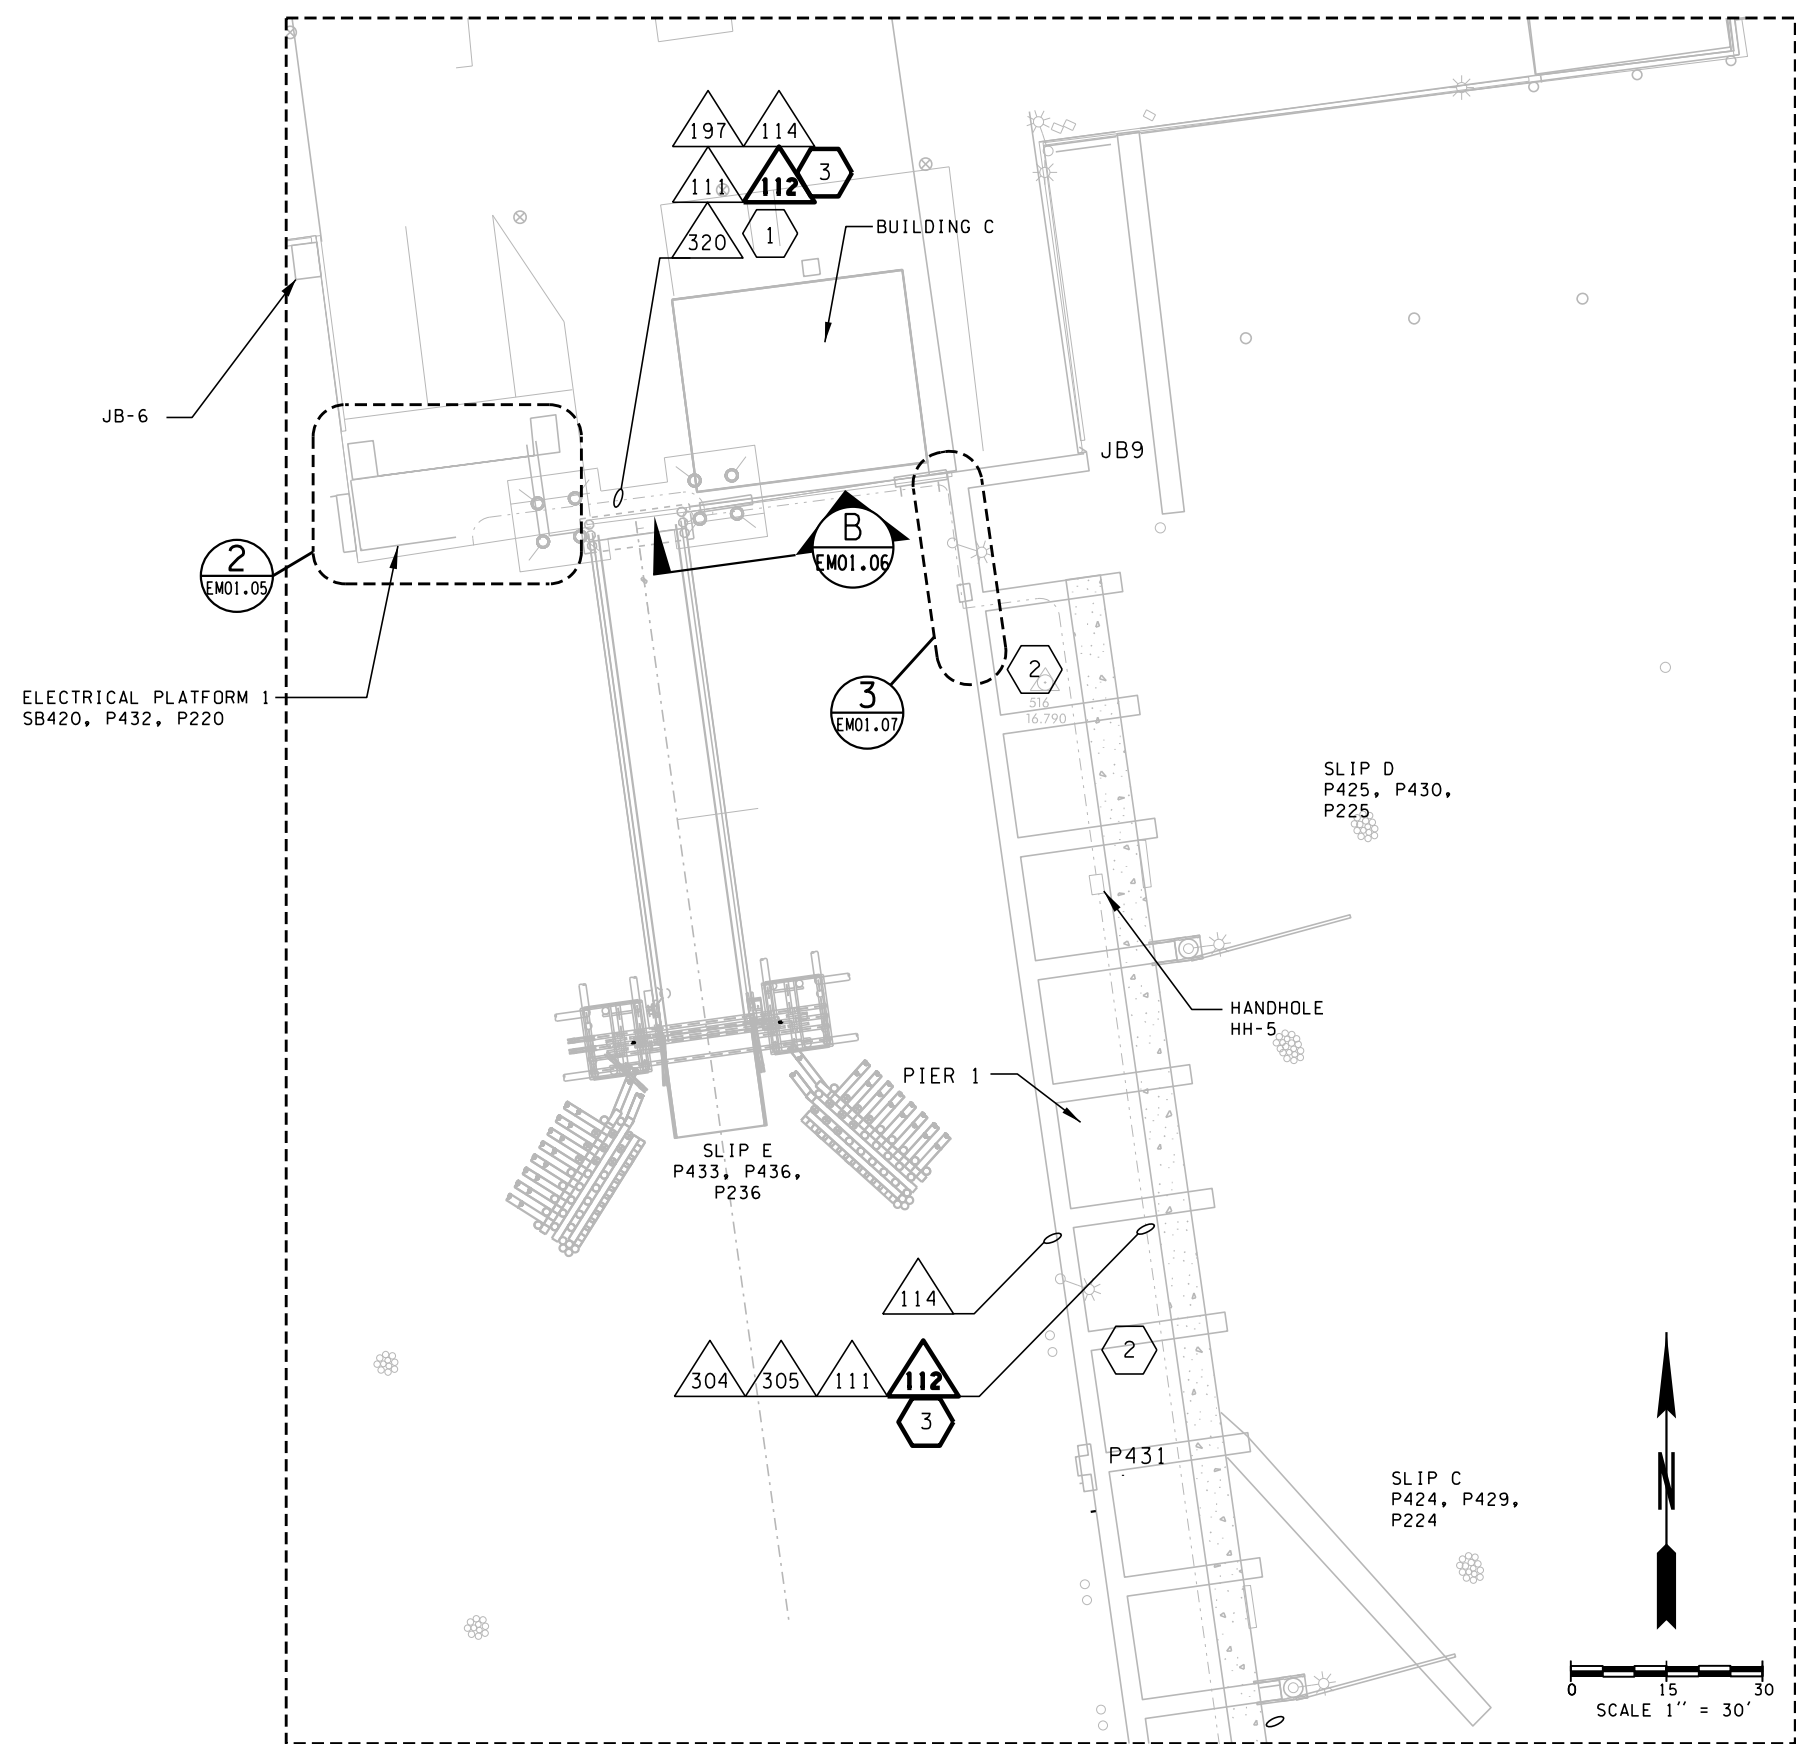 197 114
111 112 3
320 1
BUILDING C
JB-6
JB9
B
EM01.06
2
EM01.05
3
EM01.07
2
516
16.790
ELECTRICAL PLATFORM 1
SB420, P432, P220
SLIP D
P425, P430,
P225
HANDHOLE
HH-5
PIER 1
SLIP E
P433, P436,
P236
114
304 305 111 112
3
2
P431
SLIP C
P424, P429,
P224
N
0 15 30
SCALE 1" = 30'